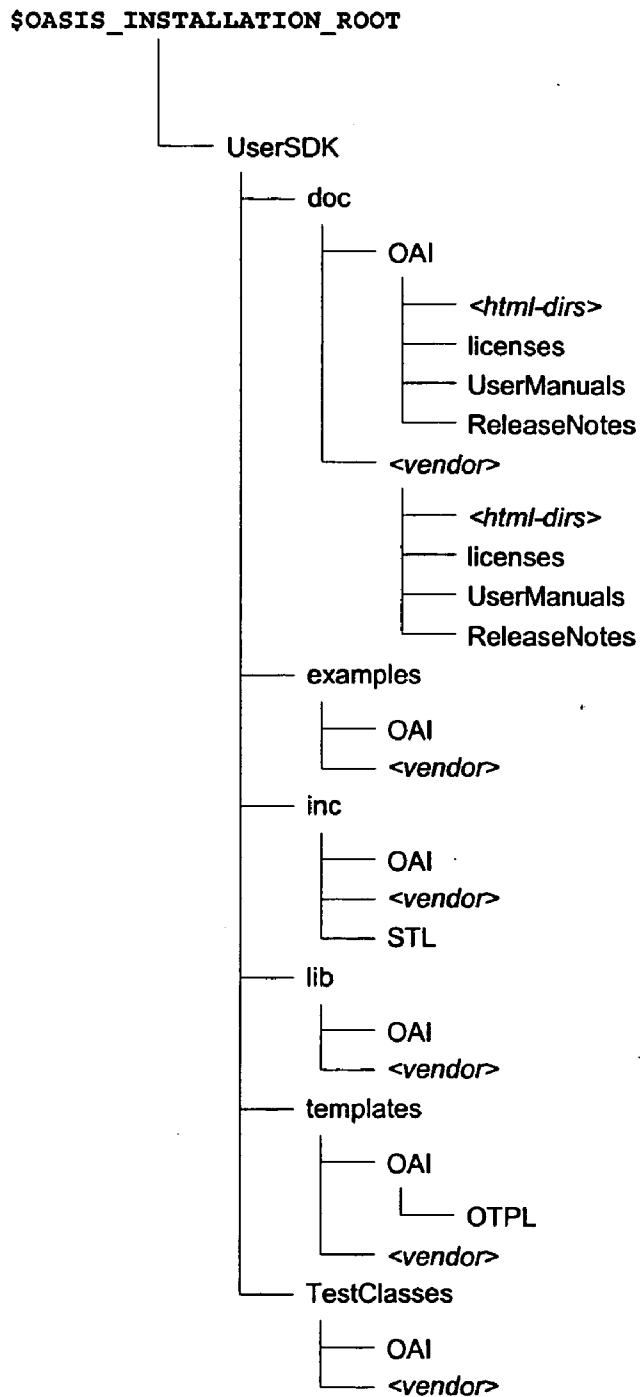 $OASIS_INSTALLATION_ROOT
UserSDK
doc
OAI
<html-dirs>
licenses
UserManuals
ReleaseNotes
<vendor>
<html-dirs>
licenses
UserManuals
ReleaseNotes
examples
OAI
<vendor>
inc
OAI
<vendor>
STL
lib
OAI
<vendor>
templates
OAI
OTPL
<vendor>
TestClasses
OAI
<vendor>